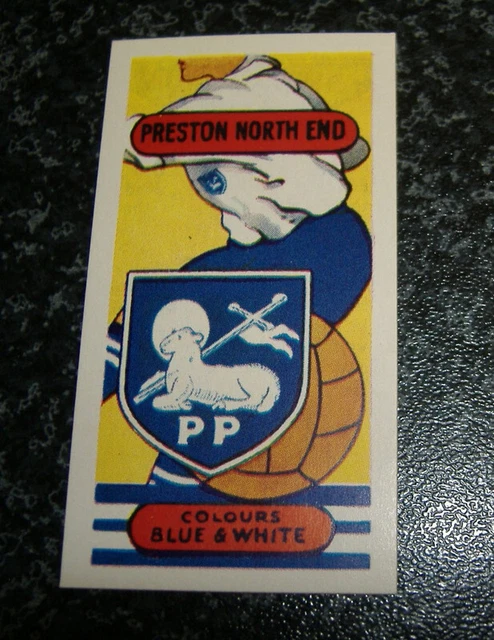 PRESTON NORTH END
PP
COLOURS
BLUE & WHITE